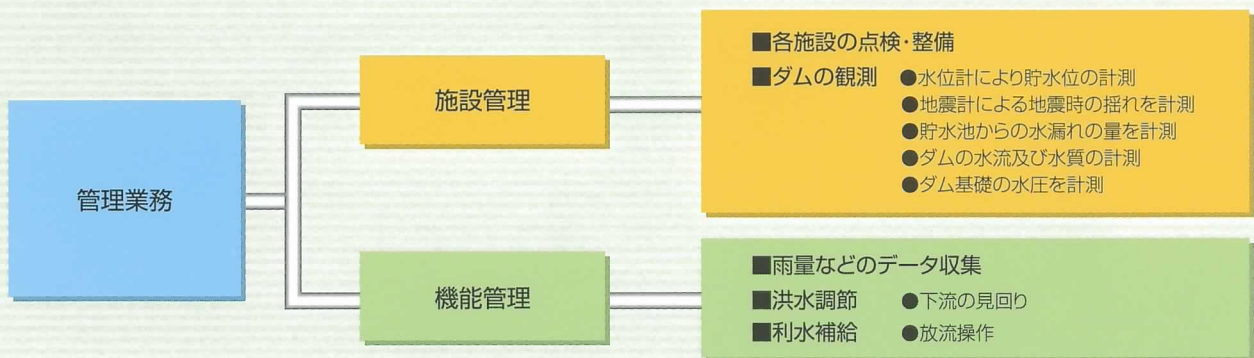 管理業務
施設管理
■各施設の点検・整備
■ダムの観測 ●水位計により貯水位の計測
●地震計による地震時の揺れを計測
●貯水池からの水漏れの量を計測
●ダムの水流及び水質の計測
●ダム基礎の水圧を計測
機能管理
■雨量などのデータ収集
■洪水調節 ●下流の見回り
■利水補給 ●放流操作